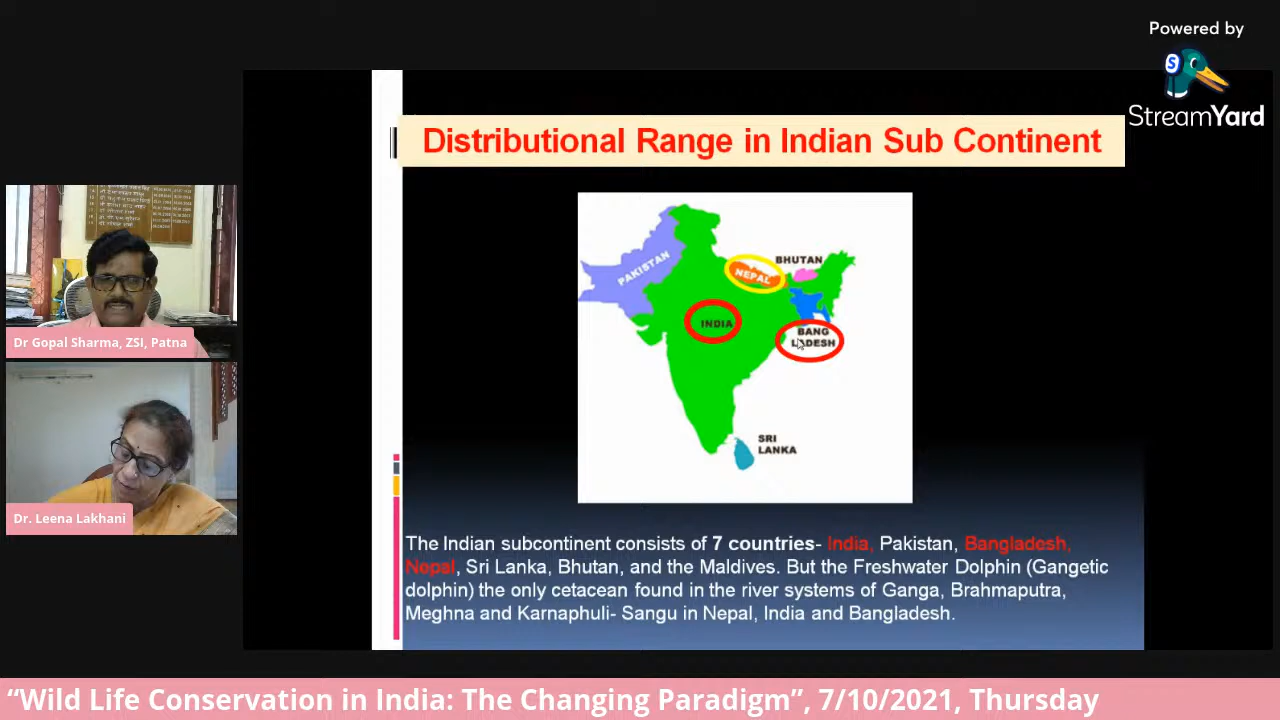 Powered by
S
StreamYard
Distributional Range in Indian Sub Continent
PAKISTAN
NEPAL
BHUTAN
INDIA
BANG
LADESH
SRI
LANKA
Dr Gopal Sharma, ZSI, Patna
Dr. Leena Lakhani
The Indian subcontinent consists of 7 countries- India, Pakistan, Bangladesh,
Nepal, Sri Lanka, Bhutan, and the Maldives. But the Freshwater Dolphin (Gangetic
dolphin) the only cetacean found in the river systems of Ganga, Brahmaputra,
Meghna and Karnaphuli- Sangu in Nepal, India and Bangladesh.
“Wild Life Conservation in India: The Changing Paradigm”, 7/10/2021, Thursday